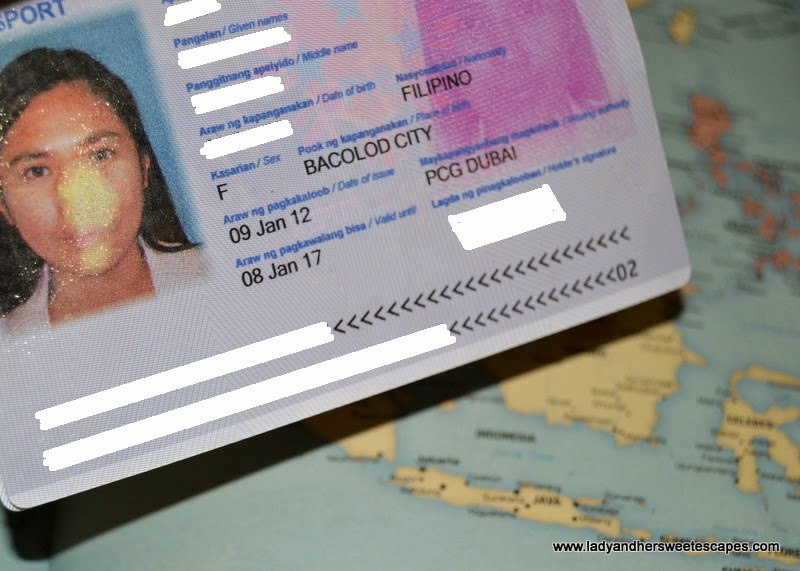 SPORT
Pangalan / Given names
Panggitnang apelyido / Middle name
Araw ng kapanganakan / Date of birth
Nasyonalidad / Nationality
FILIPINO
Kasarian / Sex
Pook ng kapanganakan / Place of birth
F
BACOLOD CITY
Araw ng pagkakaloob / Date of issue
Maykapangyarihang magkaloob / Issuing authority
09 Jan 12
PCG DUBAI
Araw ng pagkawalang bisa / Valid until
Lagda ng pinagkalooban / Holder's signature
08 Jan 17
<<<<<<<<<<<<<<<<<<<<<<
<<<<<<<<<<<<<<02
INDONESIA
Jakarta
JAVA
CELEBES
www.ladyandhersweetescapes.com